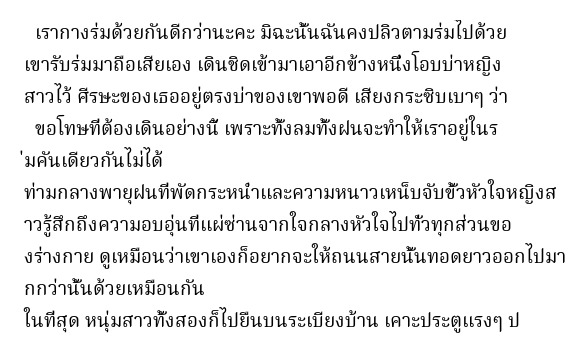 เรากางร่มด้วยกันดีกว่านะคะ มิฉะนั้นฉันคงปลิวตามร่มไปด้วย
เขารับร่มมาถือเสียเอง เดินชิดเข้ามาเอาอีกข้างหนึ่งโอบบ่าหญิง
สาวไว้ ศีรษะของเธออยู่ตรงบ่าของเขาพอดี เสียงกระซิบเบาๆ ว่า
ขอโทษที่ต้องเดินอย่างนี้ เพราะทั้งลมทั้งฝนจะทำให้เราอยู่ในร
่มคันเดียวกันไม่ได้
ท่ามกลางพายุฝนที่พัดกระหน่ำและความหนาวเหน็บจับขั้วหัวใจหญิงส
าวรู้สึกถึงความอบอุ่นที่แผ่ซ่านจากใจกลางหัวใจไปทั่วทุกส่วนขอ
งร่างกาย ดูเหมือนว่าเขาเองก็อยากจะให้ถนนสายนั้นทอดยาวออกไปมา
กกว่านั้นด้วยเหมือนกัน
ในที่สุด หนุ่มสาวทั้งสองก็ไปยืนบนระเบียงบ้าน เคาะประตูแรงๆ ป